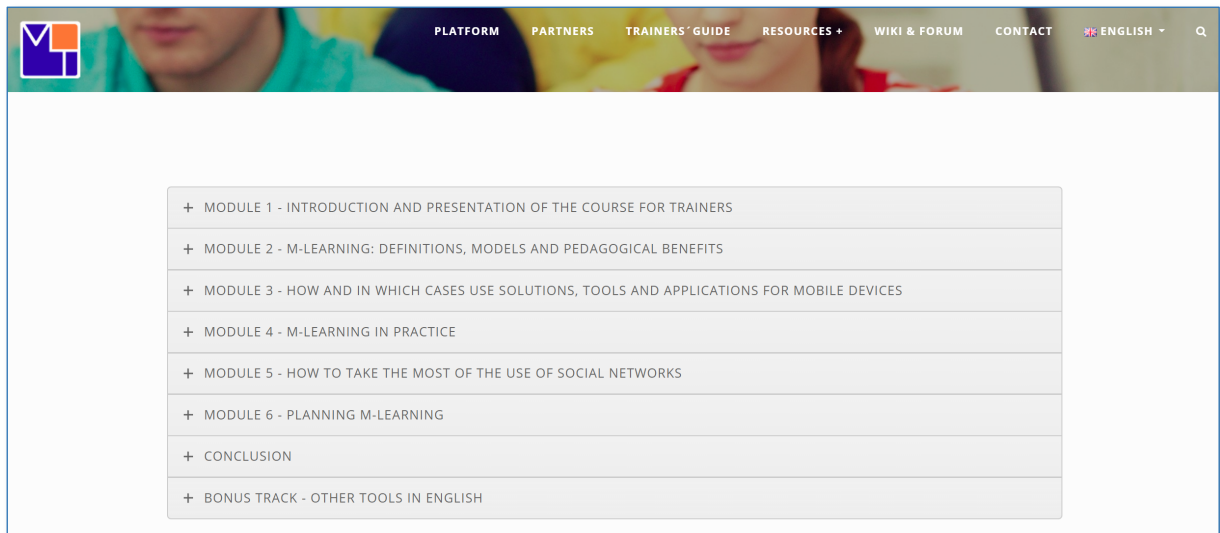 PLATFORM PARTNERS TRAINERS´GUIDE RESOURCES + WIKI & FORUM CONTACT ENGLISH
+ MODULE 1 - INTRODUCTION AND PRESENTATION OF THE COURSE FOR TRAINERS
+ MODULE 2 - M-LEARNING: DEFINITIONS, MODELS AND PEDAGOGICAL BENEFITS
+ MODULE 3 - HOW AND IN WHICH CASES USE SOLUTIONS, TOOLS AND APPLICATIONS FOR MOBILE DEVICES
+ MODULE 4 - M-LEARNING IN PRACTICE
+ MODULE 5 - HOW TO TAKE THE MOST OF THE USE OF SOCIAL NETWORKS
+ MODULE 6 - PLANNING M-LEARNING
+ CONCLUSION
+ BONUS TRACK - OTHER TOOLS IN ENGLISH